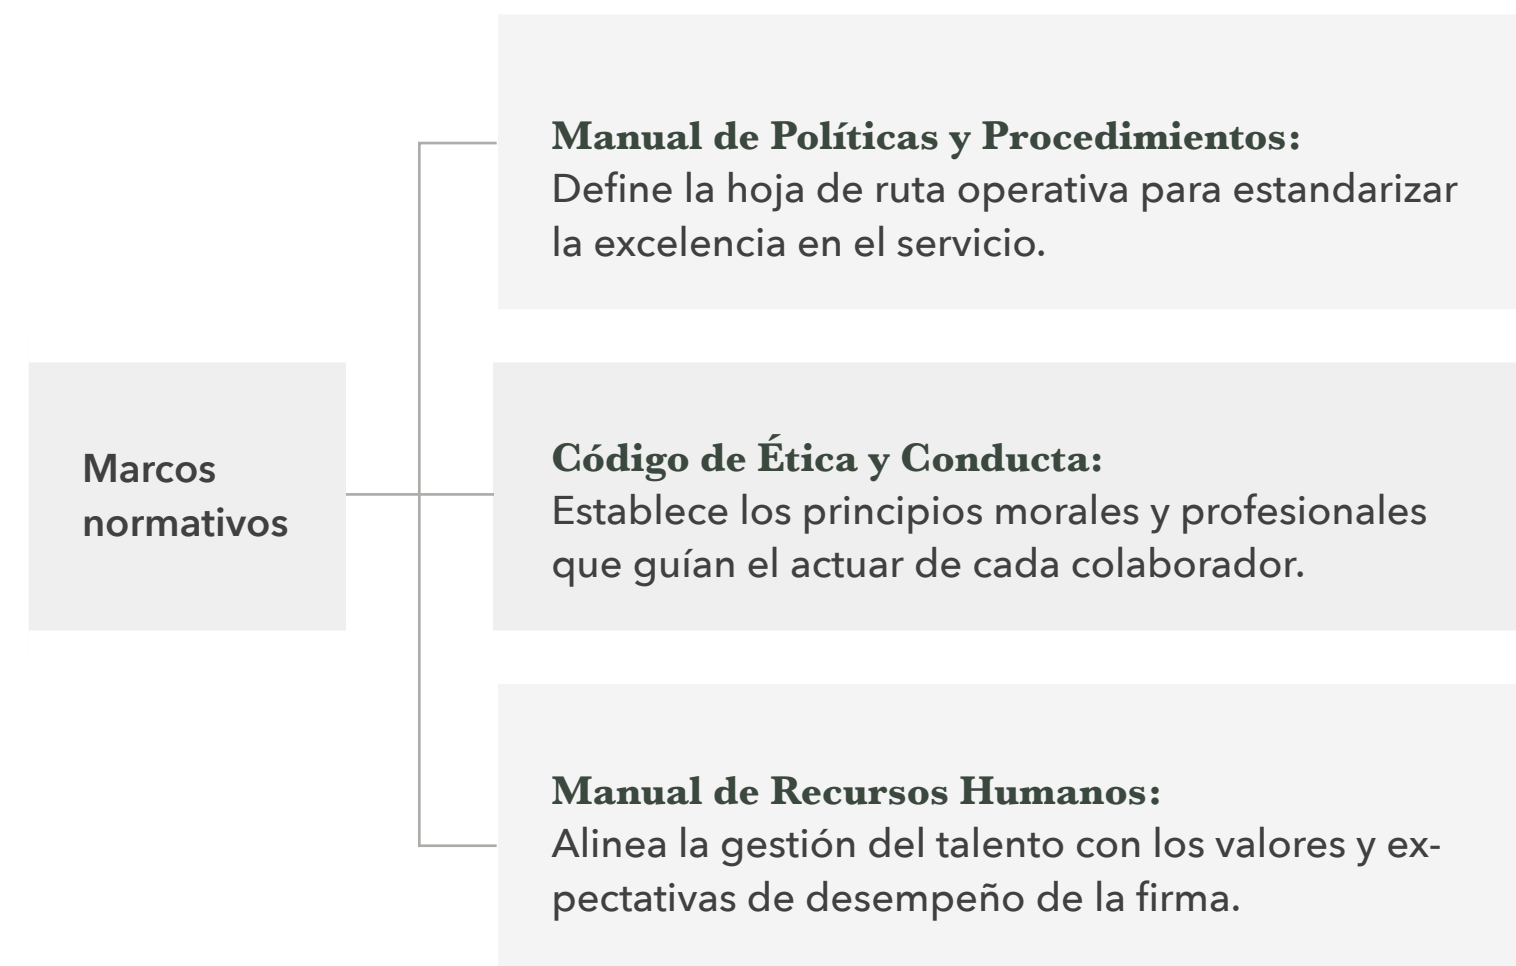 Manual de Políticas y Procedimientos:
Define la hoja de ruta operativa para estandarizar
la excelencia en el servicio.
Marcos
normativos
Código de Ética y Conducta:
Establece los principios morales y profesionales
que guían el actuar de cada colaborador.
Manual de Recursos Humanos:
Alinea la gestión del talento con los valores y ex-
pectativas de desempeño de la firma.